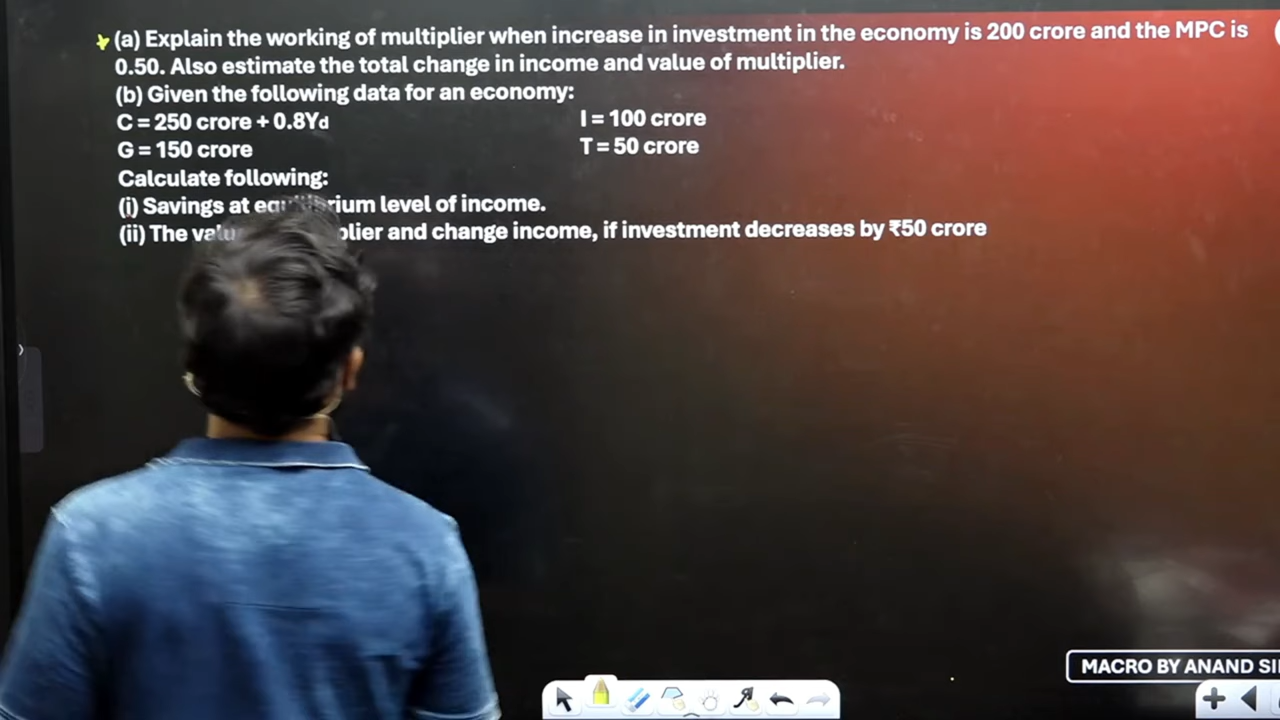 (a) Explain the working of multiplier when increase in investment in the economy is 200 crore and the MPC is
0.50. Also estimate the total change in income and value of multiplier.
(b) Given the following data for an economy:
C = 250 crore + 0.8Yd I = 100 crore
G = 150 crore T = 50 crore
Calculate following:
(i) Savings at equilibrium level of income.
(ii) The and change income, if investment decreases by ₹50 crore
MACRO BY ANAND